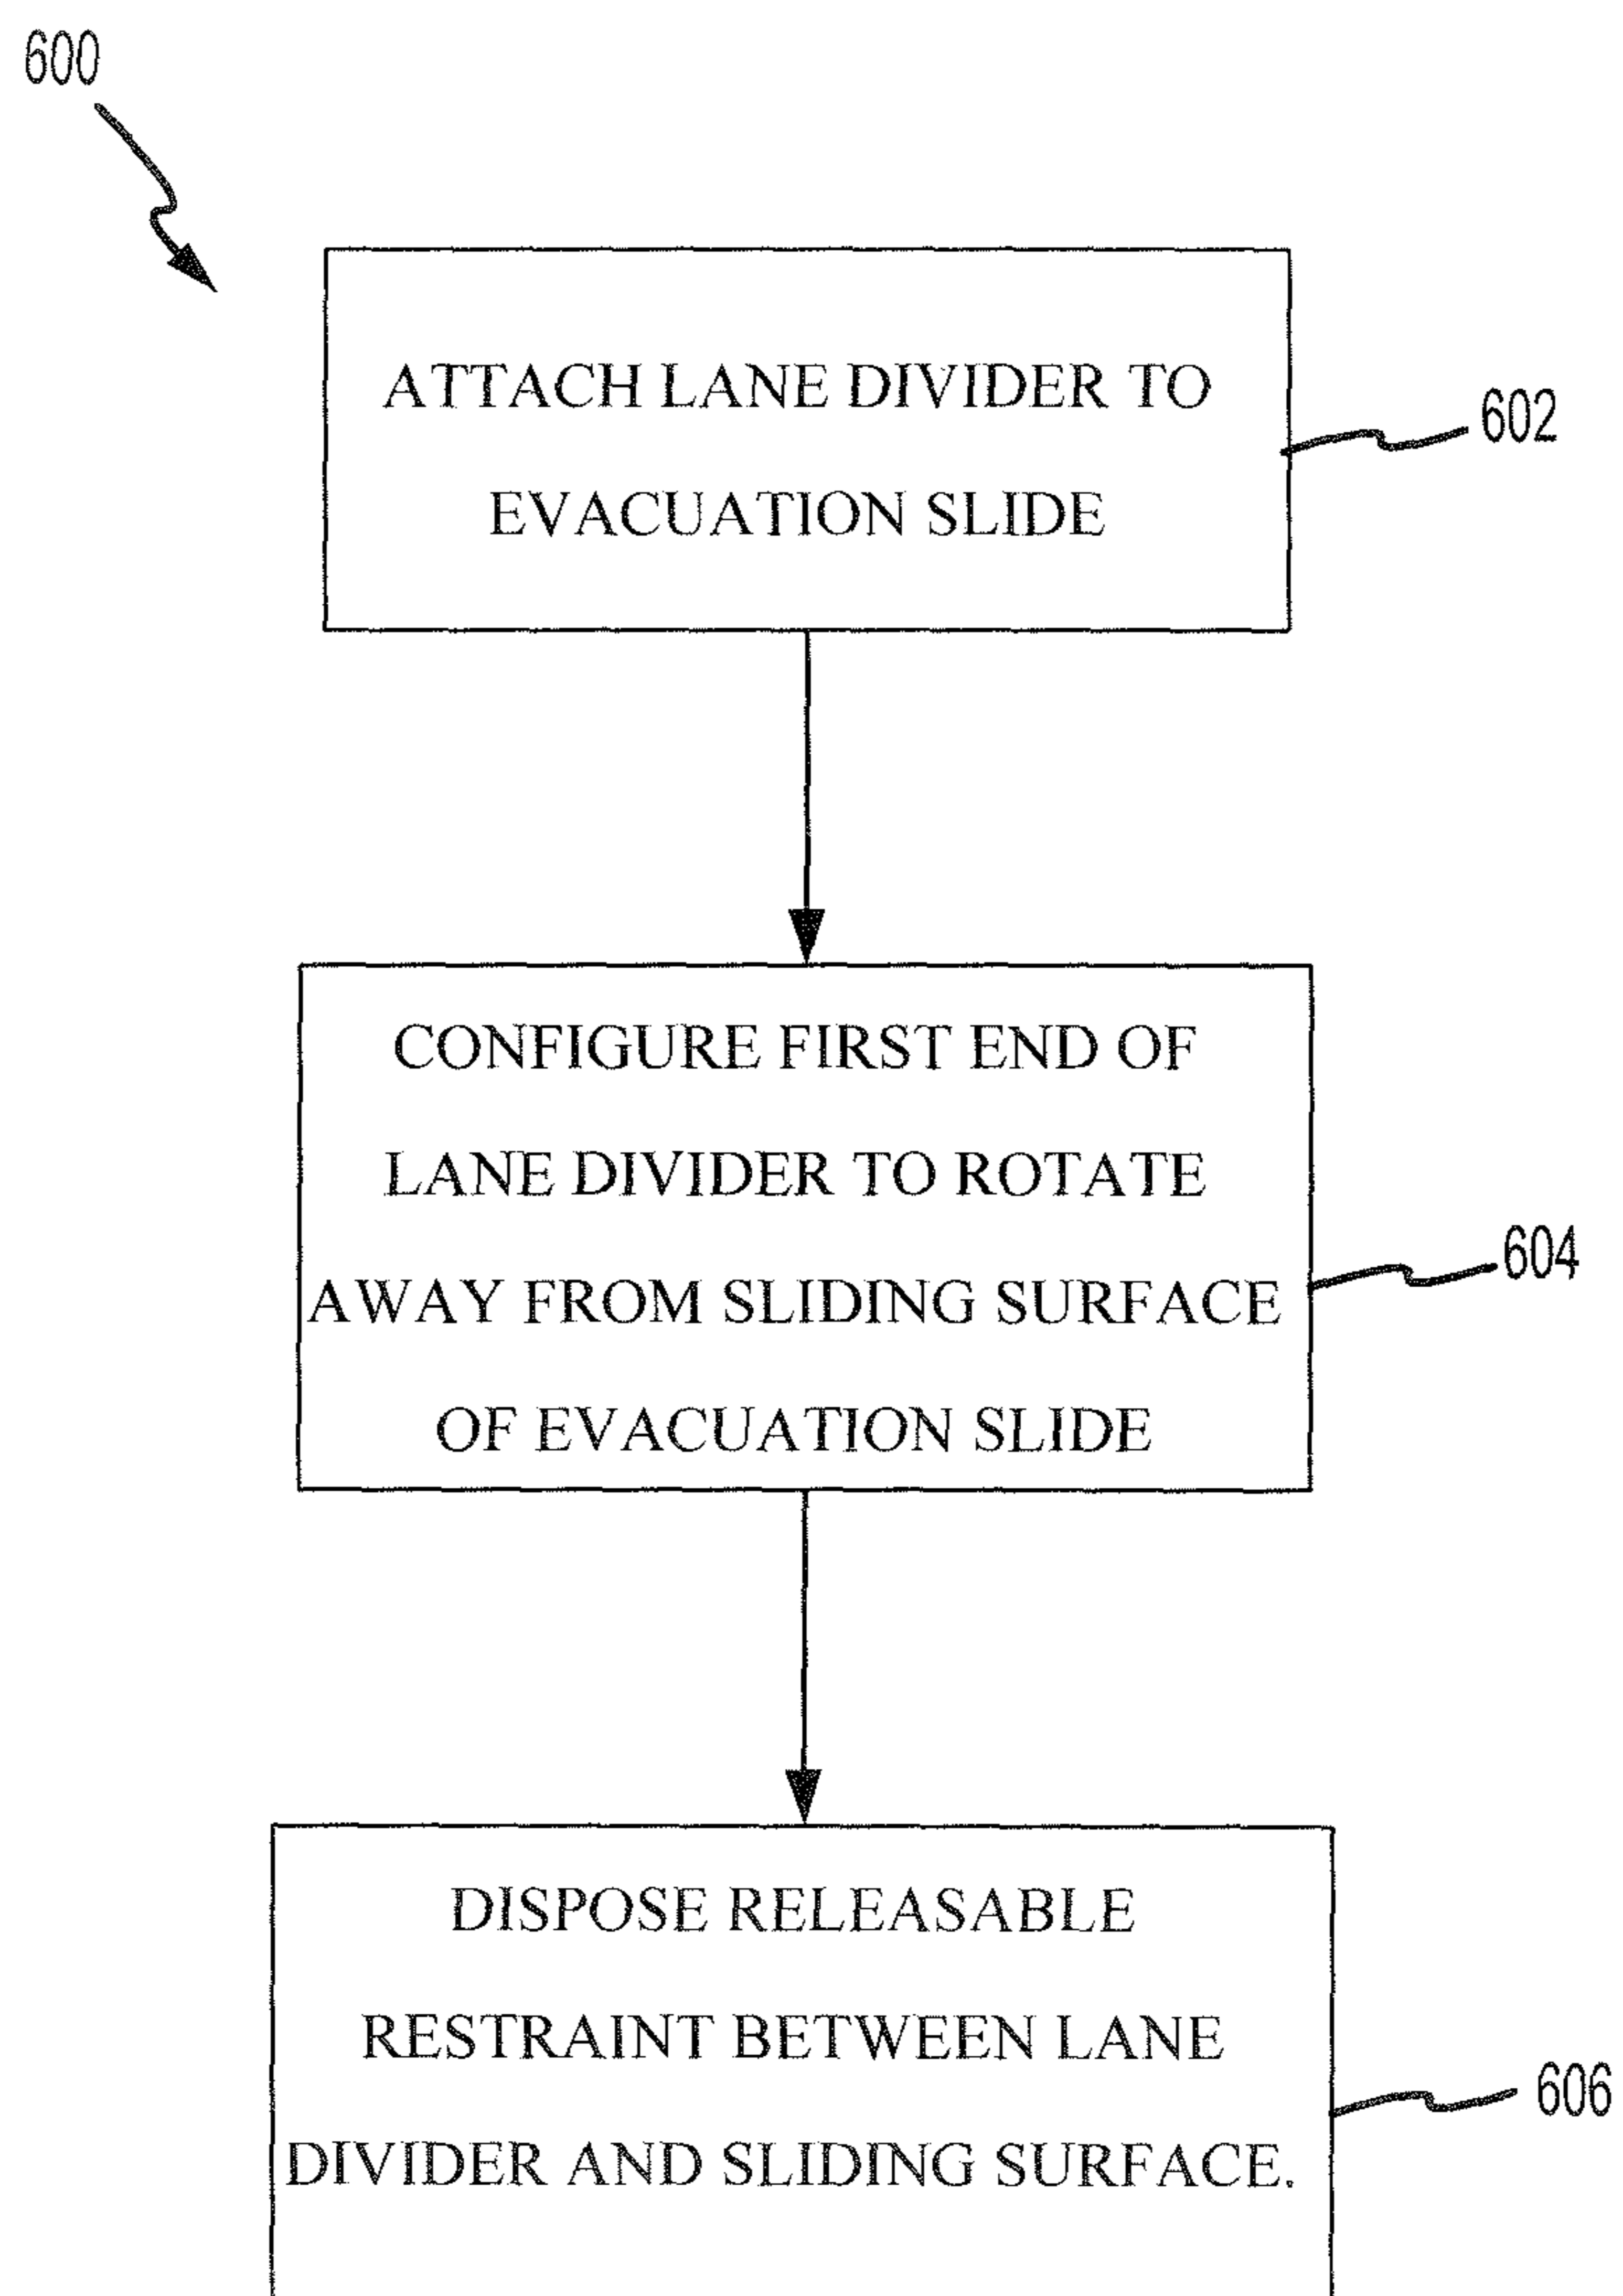 600
ATTACH LANE DIVIDER TO
EVACUATION SLIDE
602
CONFIGURE FIRST END OF
LANE DIVIDER TO ROTATE
AWAY FROM SLIDING SURFACE
OF EVACUATION SLIDE
604
DISPOSE RELEASABLE
RESTRAINT BETWEEN LANE
DIVIDER AND SLIDING SURFACE.
606